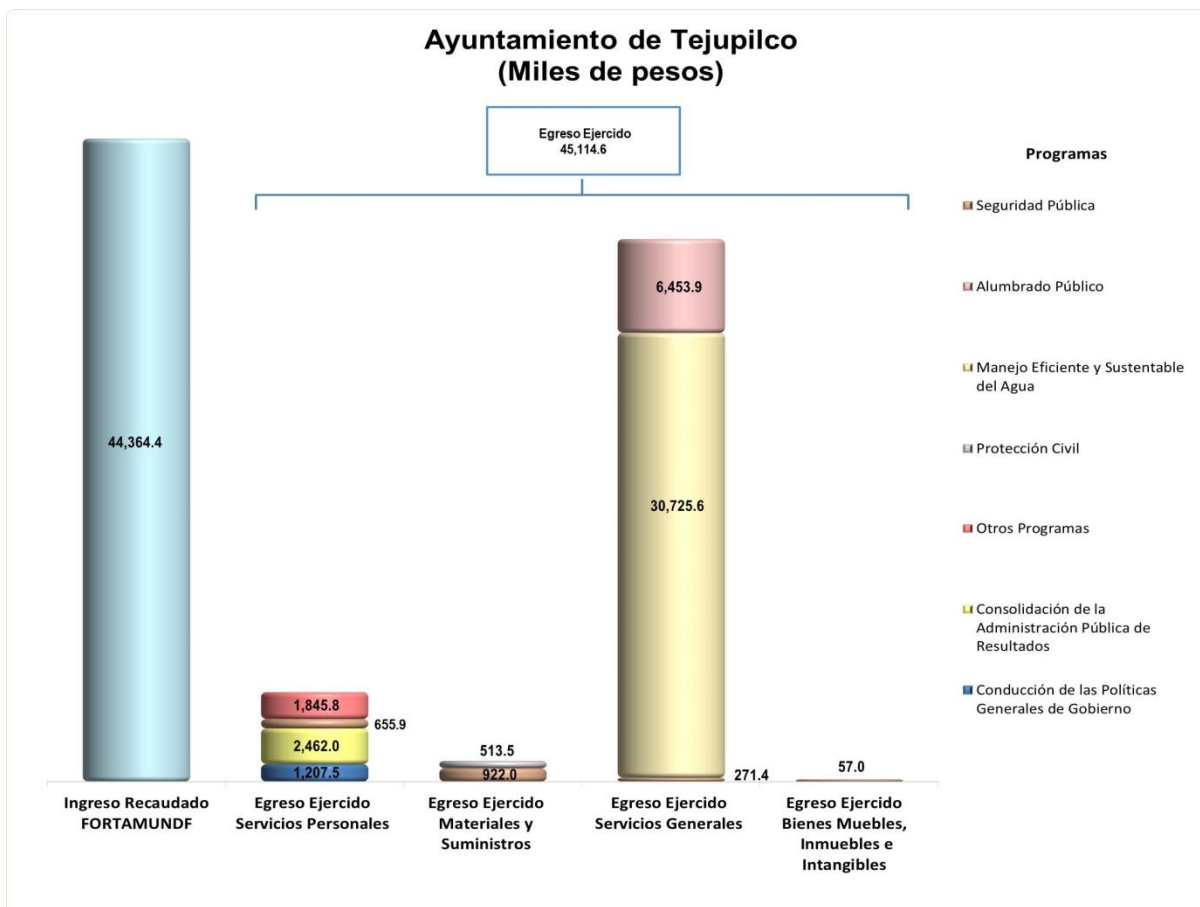 Ayuntamiento de Tejupilco
(Miles de pesos)
Egreso Ejercido
45,114.6
Programas
Seguridad Pública
Alumbrado Público
Manejo Eficiente y Sustentable
del Agua
Protección Civil
Otros Programas
Consolidación de la
Administración Pública de
Resultados
Conducción de las Políticas
Generales de Gobierno
44,364.4
1,845.8
655.9
2,462.0
1,207.5
513.5
922.0
6,453.9
30,725.6
271.4
57.0
Ingreso Recaudado
FORTAMUNDF
Egreso Ejercido
Servicios Personales
Egreso Ejercido
Materiales y
Suministros
Egreso Ejercido
Servicios Generales
Egreso Ejercido
Bienes Muebles,
Inmuebles e
Intangibles